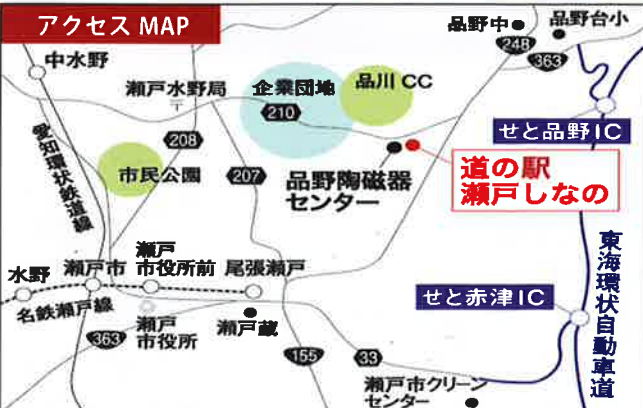 アクセス MAP
品野中
品野台小
248
363
中水野
瀬戸水野局
企業団地
品川 CC
210
せと品野IC
208
愛知環状鉄道線
市民公園
207
品野陶磁器
センター
道の駅
瀬戸しなの
水野
瀬戸市
瀬戸
市役所前
尾張瀬戸
せと赤津IC
東海環状自動車道
名鉄瀬戸線
363
瀬戸
市役所
瀬戸蔵
155
33
瀬戸市クリーン
センター